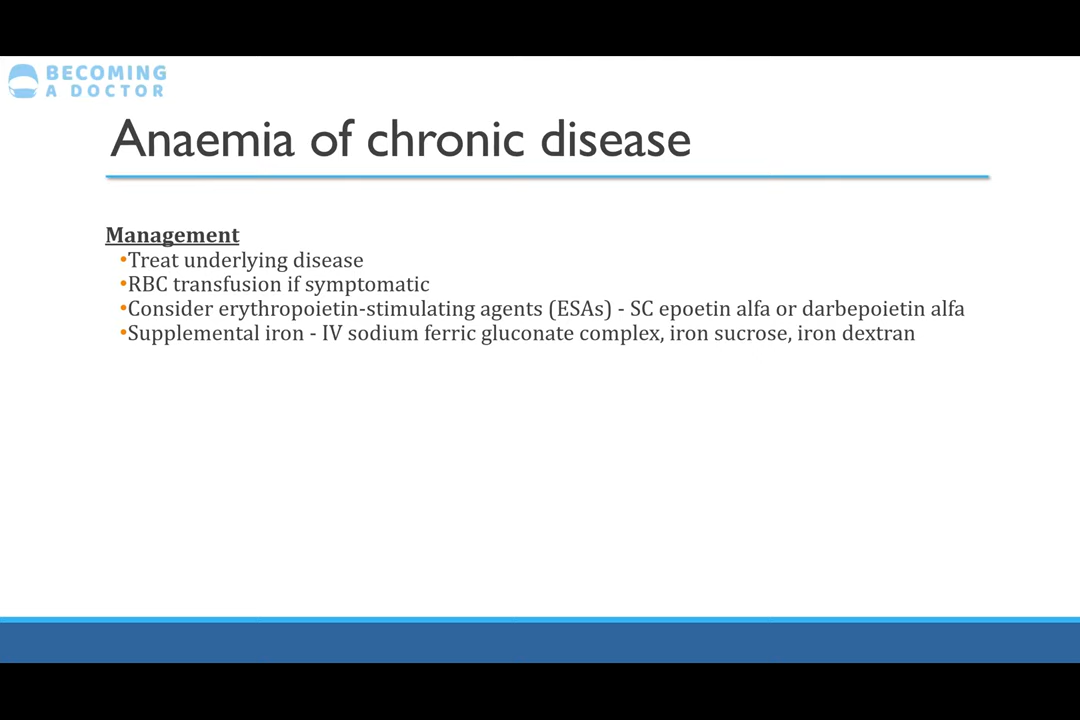 BECOMING
A DOCTOR
Anaemia of chronic disease
Management
•Treat underlying disease
•RBC transfusion if symptomatic
•Consider erythropoietin-stimulating agents (ESAs) - SC epoetin alfa or darbepoietin alfa
•Supplemental iron - IV sodium ferric gluconate complex, iron sucrose, iron dextran